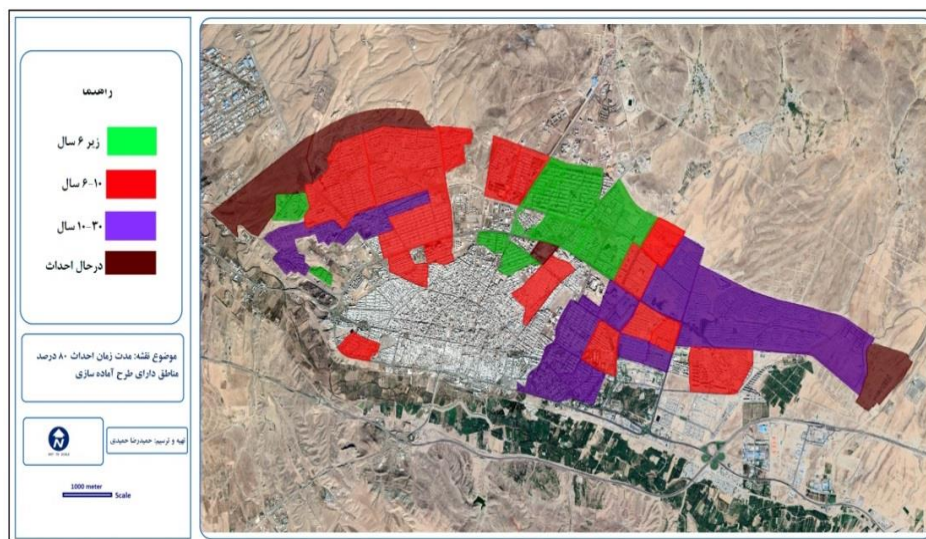 راهنما
زیر ۶ سال
۶-۱۰ سال
۱۰-۳۰ سال
درحال احداث
موضوع نقشه: مدت زمان احداث ۸۰ درصد
مناطق دارای طرح آماده سازی
تهیه و ترسیم: حمیدرضا حمیدی
N
1000 meter
Scale